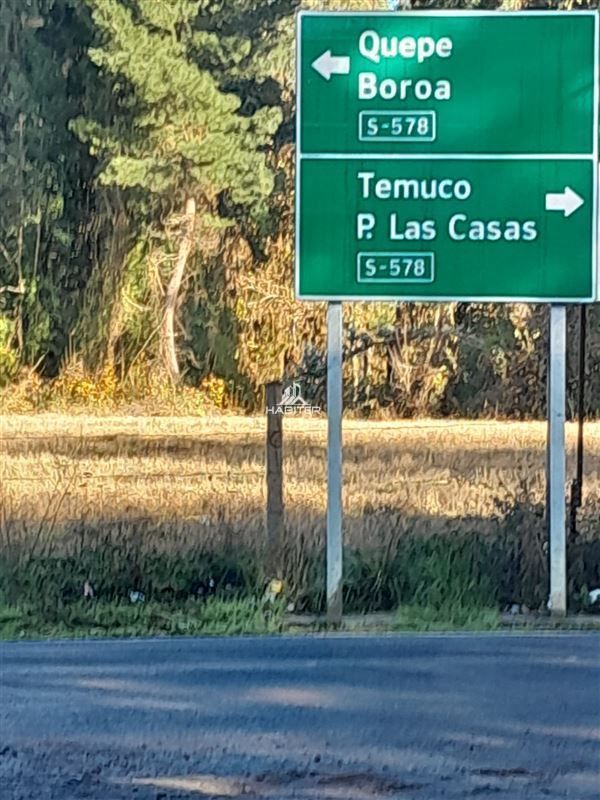 Quepe
Boroa
S-578
Temuco
P. Las Casas
S-578
HABITER